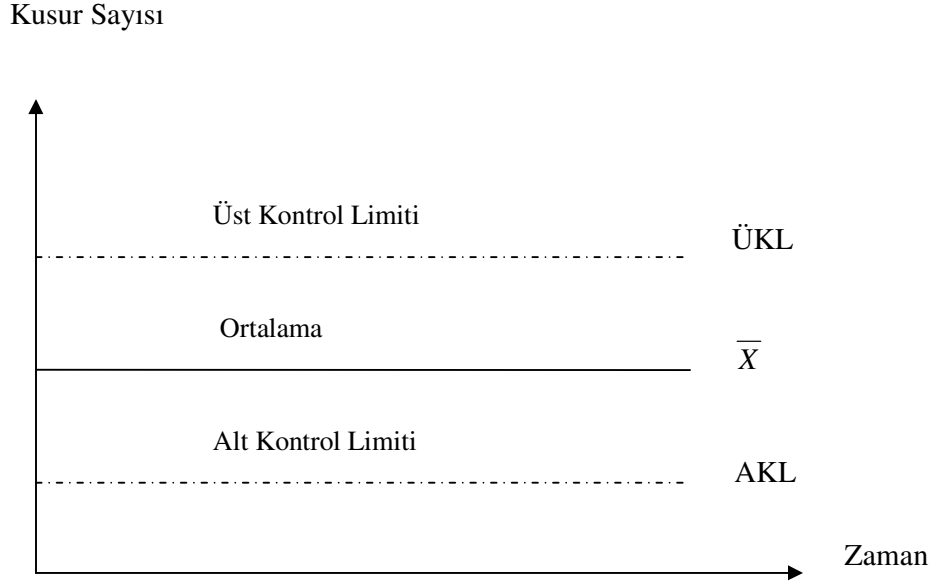 Kusur Sayısı
Üst Kontrol Limiti
ÜKL
Ortalama
X
Alt Kontrol Limiti
AKL
Zaman